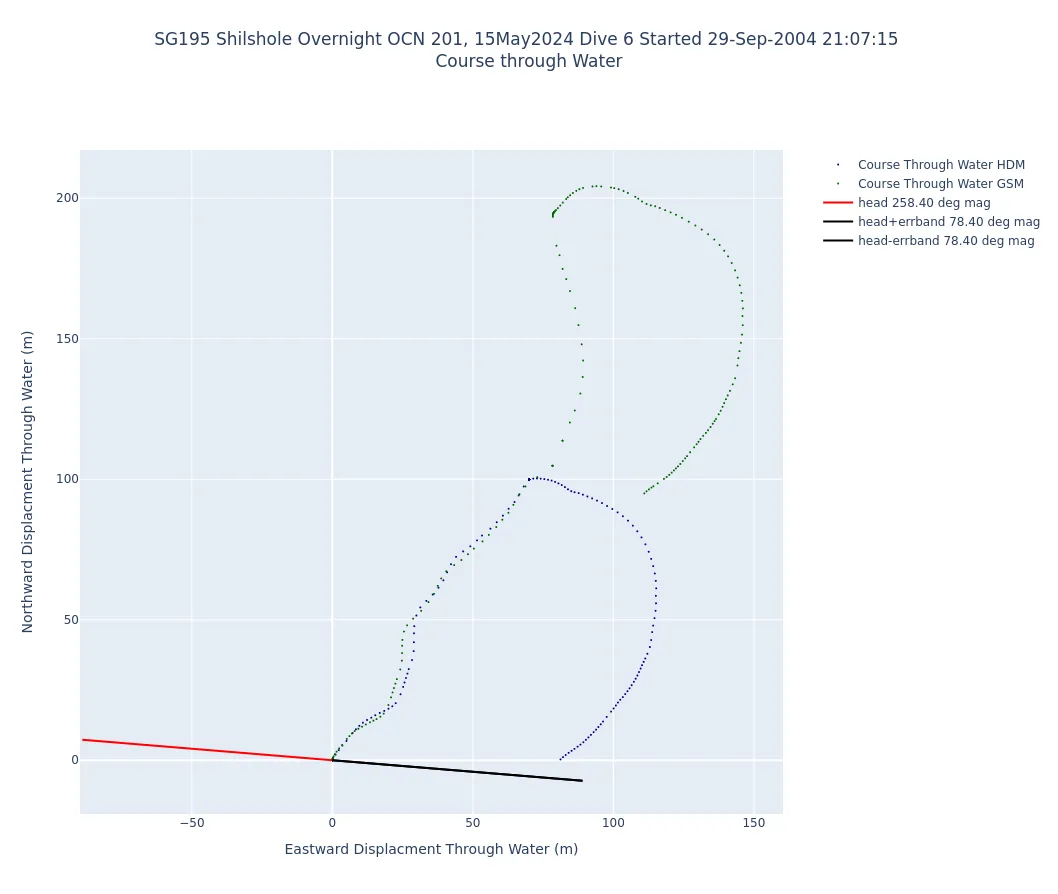 SG195 Shilshole Overnight OCN 201, 15May2024 Dive 6 Started 29-Sep-2004 21:07:15
Course through Water
Course Through Water HDM
Course Through Water GSM
head 258.40 deg mag
head+errband 78.40 deg mag
head-errband 78.40 deg mag
Northward Displacment Through Water (m)
200
150
100
50
0
−50
0
50
100
150
Eastward Displacment Through Water (m)